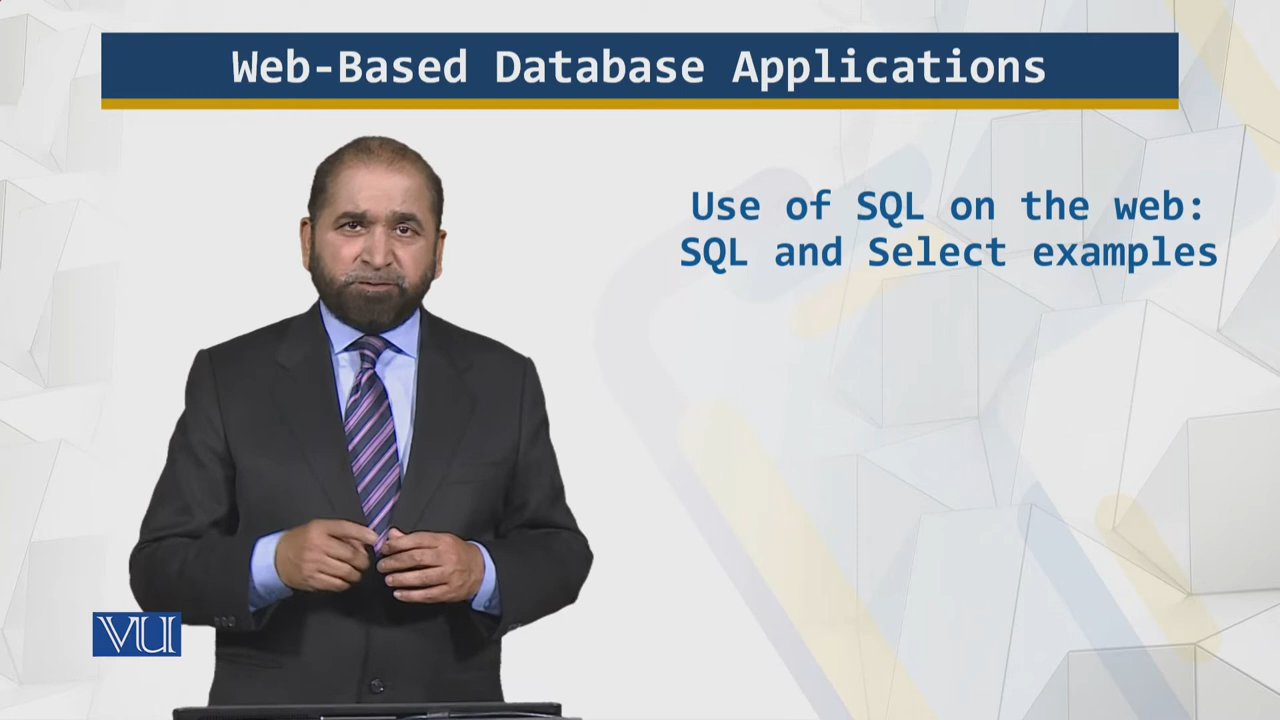 Web-Based Database Applications
Use of SQL on the web:
SQL and Select examples
VU